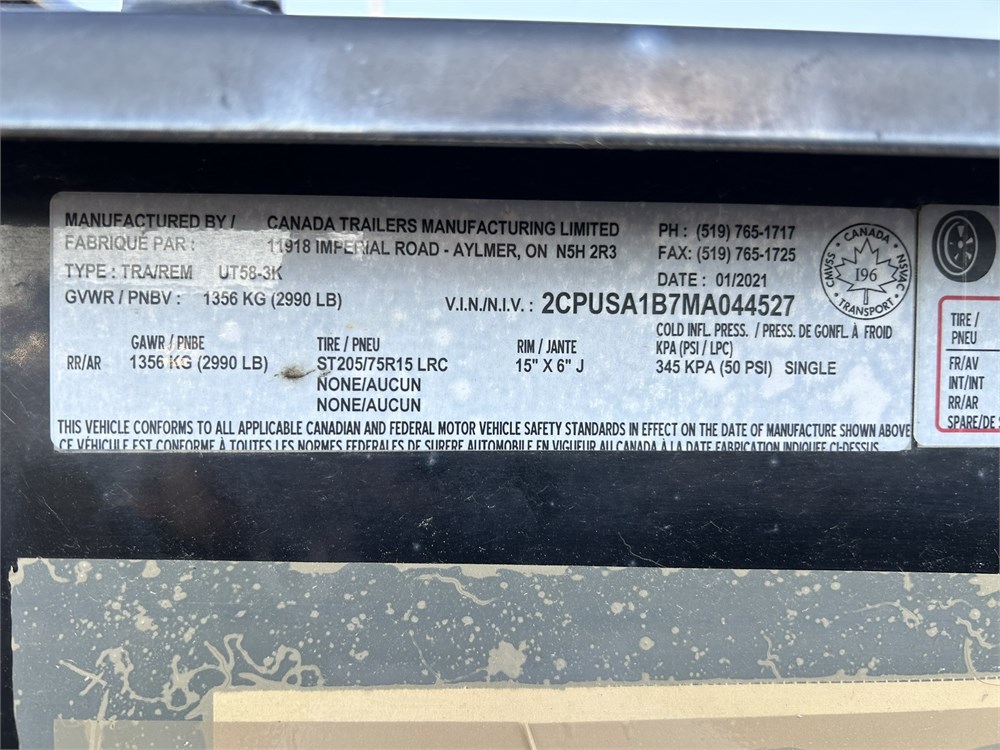 MANUFACTURED BY / CANADA TRAILERS MANUFACTURING LIMITED PH : (519) 765-1717
FABRIQUE PAR : 11918 IMPERIAL ROAD - AYLMER, ON N5H 2R3 FAX: (519) 765-1725
TYPE : TRA/REM UT58-3K DATE : 01/2021
GVWR / PNBV : 1356 KG (2990 LB) V.I.N./N.I.V. : 2CPUSA1B7MA044527
CANADA
CMVSS I96 NSVAC
TRANSPORT
GAWR / PNBE TIRE / PNEU RIM / JANTE COLD INFL. PRESS. / PRESS. DE GONFL. À FROID
KPA (PSI / LPC)
RR/AR 1356 KG (2990 LB) ST205/75R15 LRC 15" X 6" J 345 KPA (50 PSI) SINGLE
NONE/AUCUN
NONE/AUCUN
THIS VEHICLE CONFORMS TO ALL APPLICABLE CANADIAN AND FEDERAL MOTOR VEHICLE SAFETY STANDARDS IN EFFECT ON THE DATE OF MANUFACTURE SHOWN ABOVE
CE VÉHICULE EST CONFORME À TOUTES LES NORMES FEDERALES DE SURERE AUTOMOBILE EN VIGUEUR AU CANADA À LA DATE FABRICATION INDIQUEE CI-DESSUS
TIRE /
PNEU
FR/AV
INT/INT
RR/AR
SPARE/DE